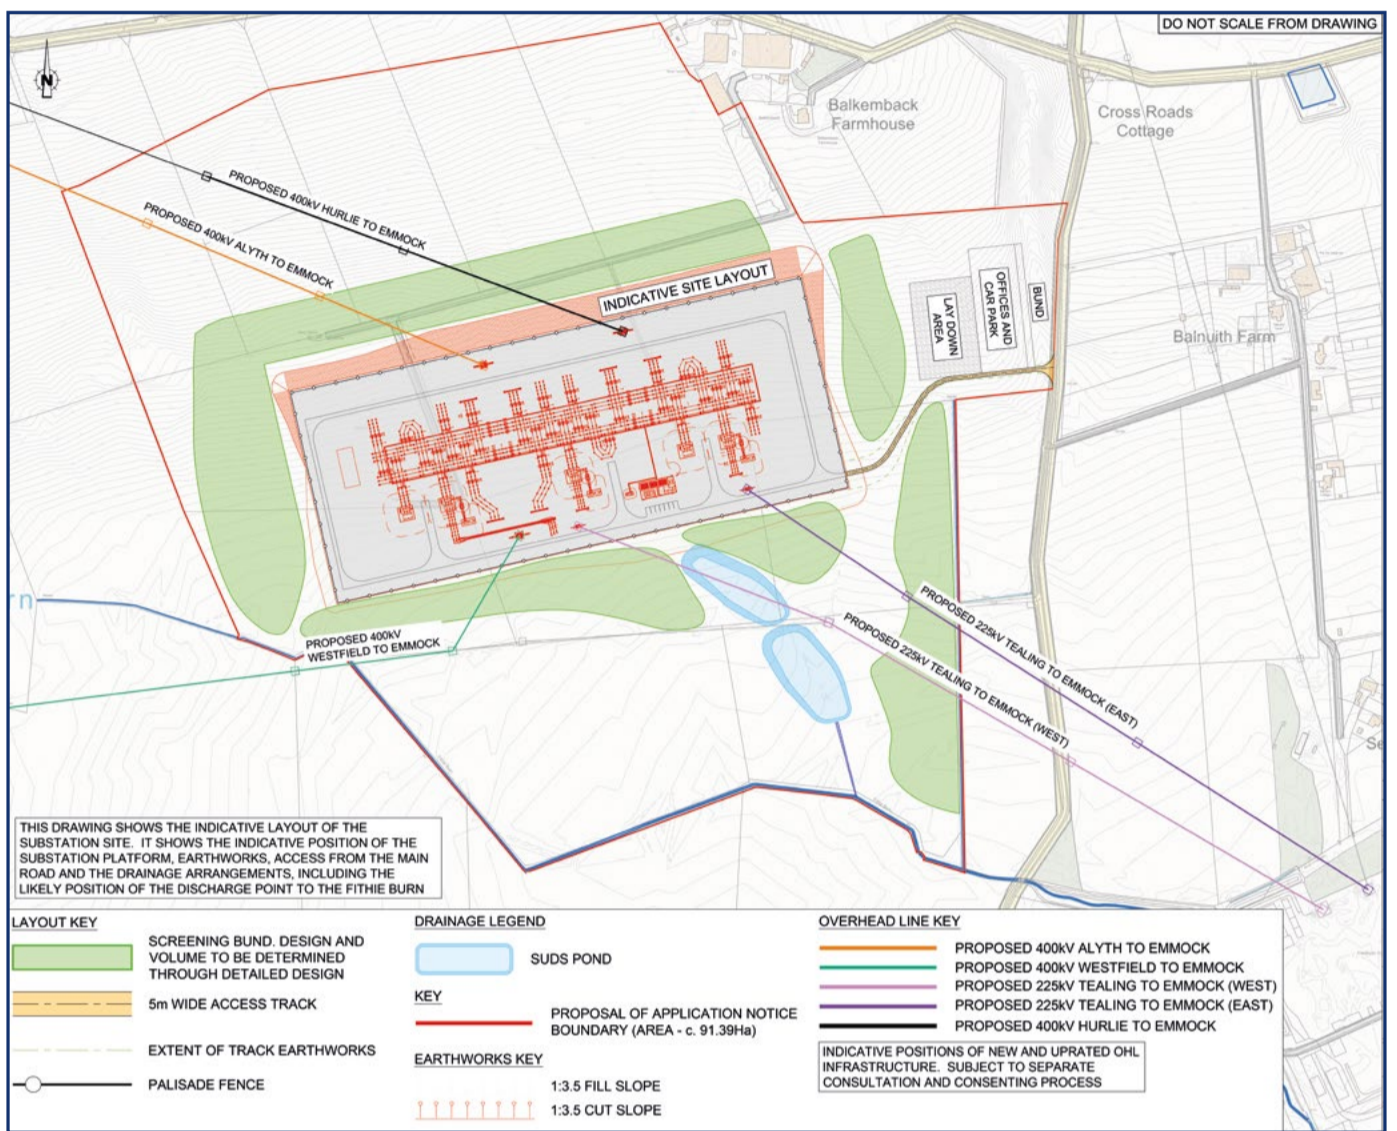 DO NOT SCALE FROM DRAWING
N
Balkemback
Farmhouse
Cross Roads
Cottage
PROPOSED 400kV HURLIE TO EMMOCK
PROPOSED 400kV ALYTH TO EMMOCK
INDICATIVE SITE LAYOUT
LAY DOWN
AREA
OFFICES AND
CAR PARK
BUND
Balnuith Farm
rn
PROPOSED 400kV
WESTFIELD TO EMMOCK
PROPOSED 225kV TEALING TO EMMOCK (EAST)
PROPOSED 225kV TEALING TO EMMOCK (WEST)
Se
THIS DRAWING SHOWS THE INDICATIVE LAYOUT OF THE
SUBSTATION SITE. IT SHOWS THE INDICATIVE POSITION OF THE
SUBSTATION PLATFORM, EARTHWORKS, ACCESS FROM THE MAIN
ROAD AND THE DRAINAGE ARRANGEMENTS, INCLUDING THE
LIKELY POSITION OF THE DISCHARGE POINT TO THE FITHIE BURN
LAYOUT KEY
SCREENING BUND. DESIGN AND
VOLUME TO BE DETERMINED
THROUGH DETAILED DESIGN
5m WIDE ACCESS TRACK
EXTENT OF TRACK EARTHWORKS
PALISADE FENCE
DRAINAGE LEGEND
SUDS POND
KEY
PROPOSAL OF APPLICATION NOTICE
BOUNDARY (AREA - c. 91.39Ha)
EARTHWORKS KEY
1:3.5 FILL SLOPE
1:3.5 CUT SLOPE
OVERHEAD LINE KEY
PROPOSED 400kV ALYTH TO EMMOCK
PROPOSED 400kV WESTFIELD TO EMMOCK
PROPOSED 225kV TEALING TO EMMOCK (WEST)
PROPOSED 225kV TEALING TO EMMOCK (EAST)
PROPOSED 400kV HURLIE TO EMMOCK
INDICATIVE POSITIONS OF NEW AND UPRATED OHL
INFRASTRUCTURE. SUBJECT TO SEPARATE
CONSULTATION AND CONSENTING PROCESS